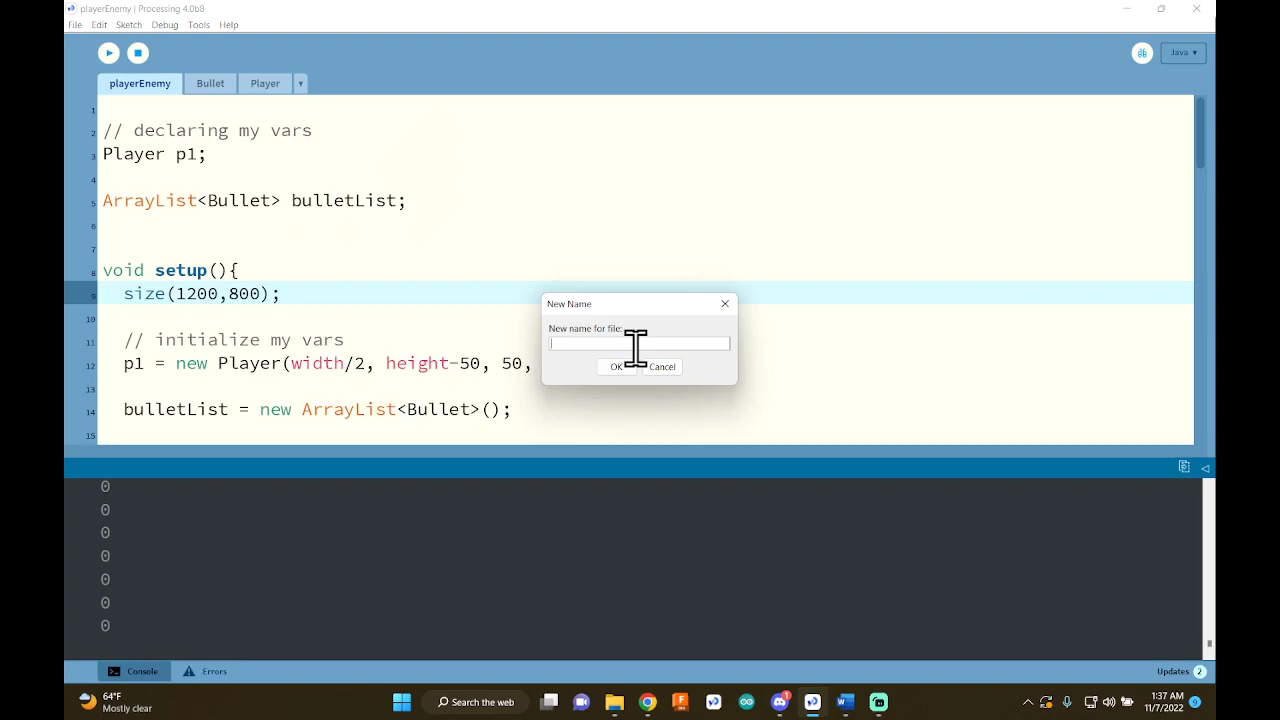 playerEnemy | Processing 4.0b8
File Edit Sketch Debug Tools Help
Java ▾
playerEnemy Bullet Player ▾
1
2 // declaring my vars
3 Player p1;
4
5 ArrayList<Bullet> bulletList;
6
7
8 void setup(){
9 size(1200,800);
10
11 // initialize my vars
12 p1 = new Player(width/2, height-50, 50,
13
14 bulletList = new ArrayList<Bullet>();
15
New Name
New name for file:
OK Cancel
0
0
0
0
0
0
0
Console Errors Updates 2
64°F
Mostly clear
Search the web
1
1:37 AM
11/7/2022
9